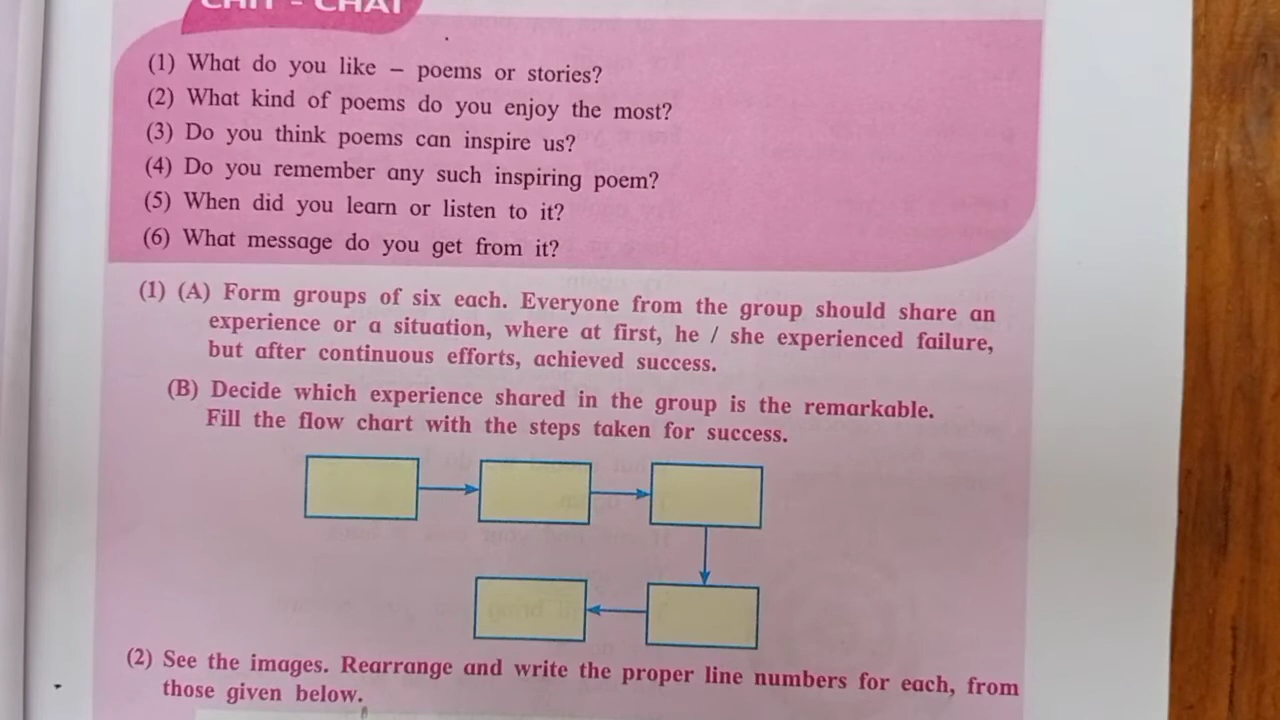 CHIT - CHAT
(1) What do you like – poems or stories?
(2) What kind of poems do you enjoy the most?
(3) Do you think poems can inspire us?
(4) Do you remember any such inspiring poem?
(5) When did you learn or listen to it?
(6) What message do you get from it?
(1) (A) Form groups of six each. Everyone from the group should share an
experience or a situation, where at first, he / she experienced failure,
but after continuous efforts, achieved success.
(B) Decide which experience shared in the group is the remarkable.
Fill the flow chart with the steps taken for success.
(2) See the images. Rearrange and write the proper line numbers for each, from
those given below.